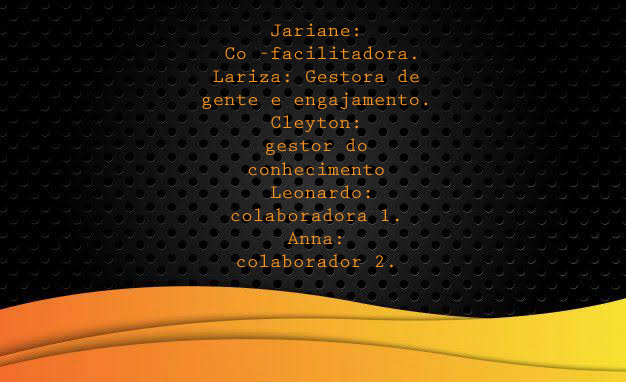 Jariane:
Co -facilitadora.
Lariza: Gestora de
gente e engajamento.
Cleyton:
gestor do
conhecimento
Leonardo:
colaboradora 1.
Anna:
colaborador 2.